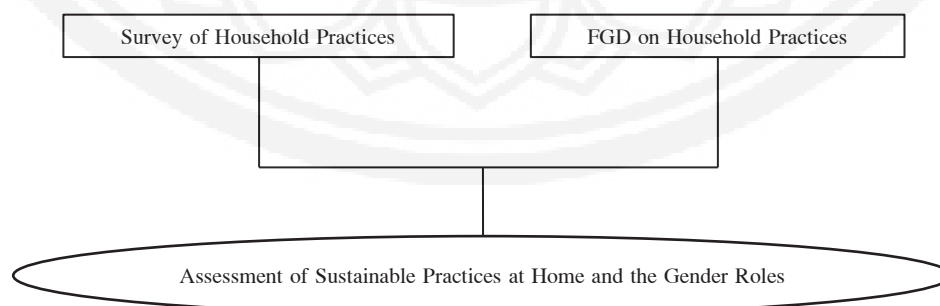 Survey of Household Practices
FGD on Household Practices
Assessment of Sustainable Practices at Home and the Gender Roles